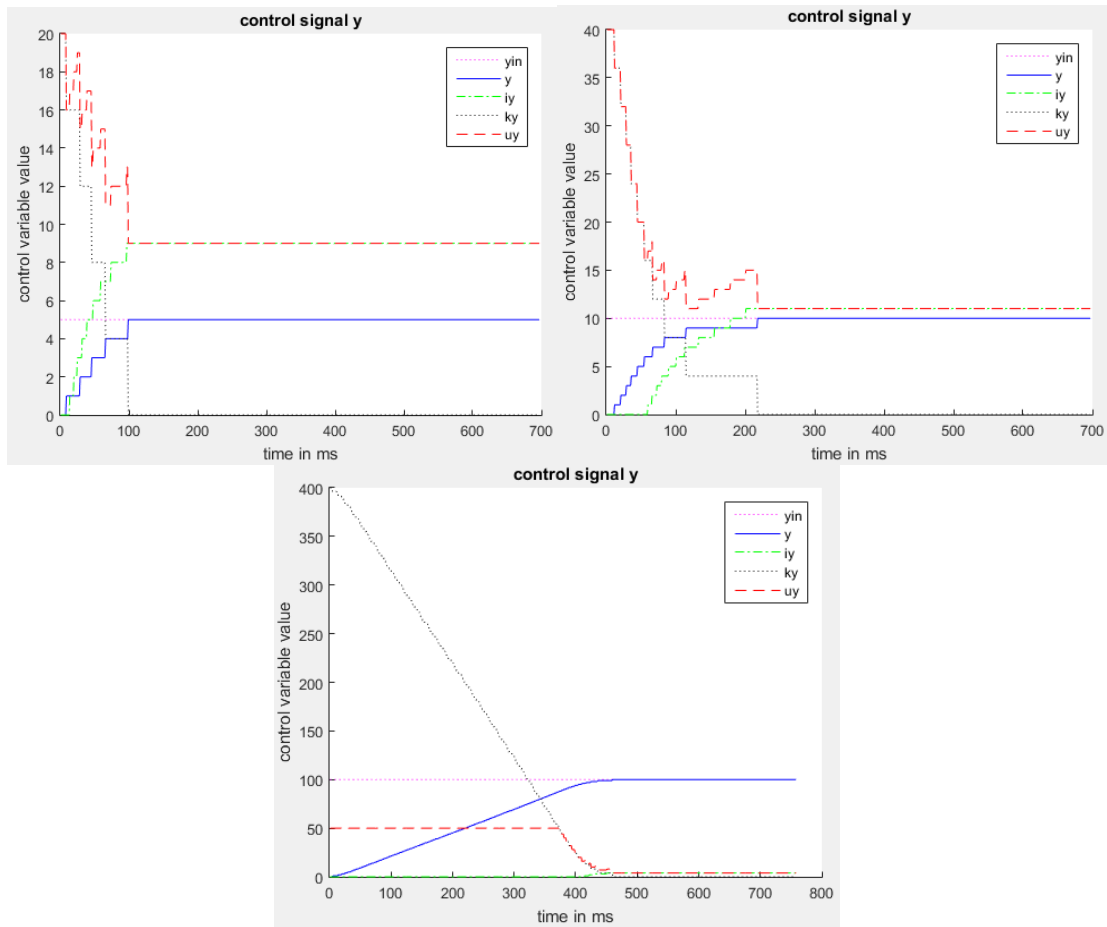 control signal y
20
18
16
14
12
10
8
6
4
2
0
control variable value
yin
y
iy
ky
uy
0 100 200 300 400 500 600 700
time in ms
control signal y
40
35
30
25
20
15
10
5
0
control variable value
yin
y
iy
ky
uy
0 100 200 300 400 500 600 700
time in ms
control signal y
400
350
300
250
200
150
100
50
0
control variable value
yin
y
iy
ky
uy
0 100 200 300 400 500 600 700 800
time in ms